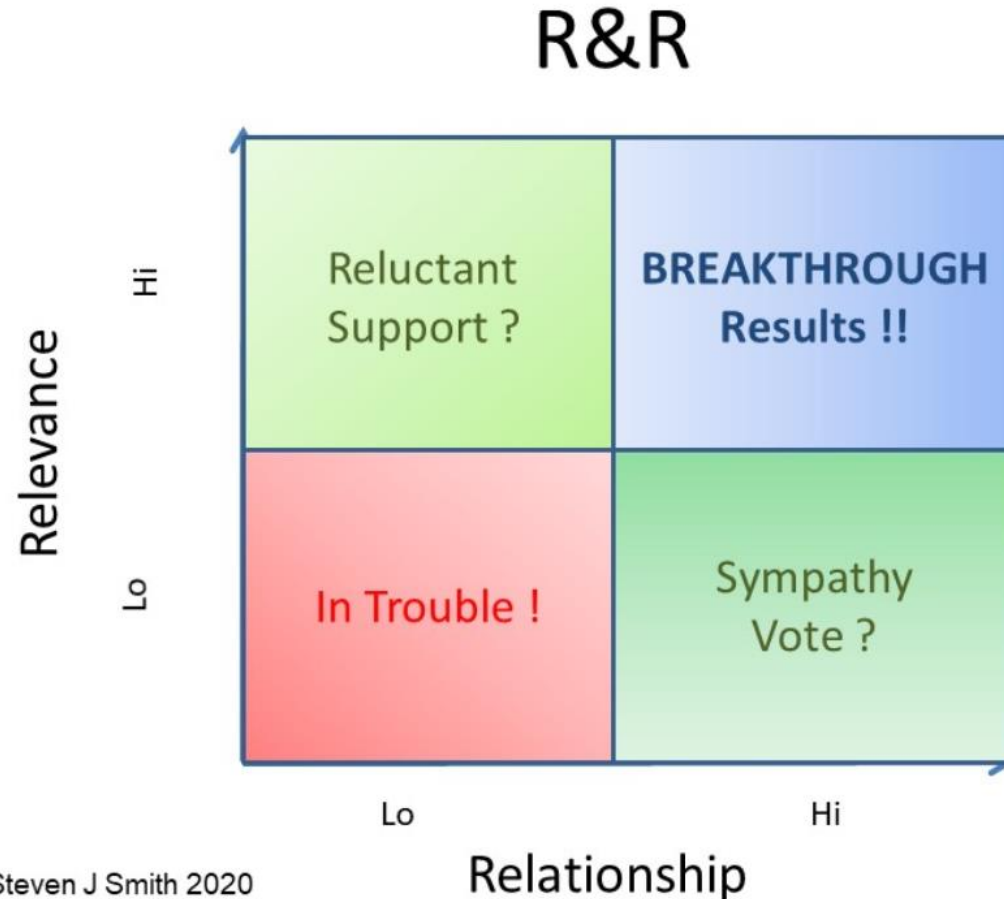 R&R
Relevance
Hi
Lo
Reluctant
Support ?
BREAKTHROUGH
Results !!
In Trouble !
Sympathy
Vote ?
Lo
Hi
Relationship
Steven J Smith 2020